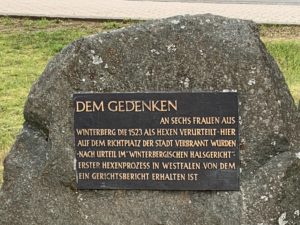 DEM GEDENKEN
AN SECHS FRAUEN AUS
WINTERBERG DIE 1523 ALS HEXEN VERURTEILT · HIER
AUF DEM RICHTPLATZ DER STADT VERBRANNT WURDEN
· NACH URTEIL IM "WINTERBERGISCHEN HALSGERICHT" ·
ERSTER HEXENPROZESS IN WESTFALEN VON DEM
EIN GERICHTSBERICHT ERHALTEN IST